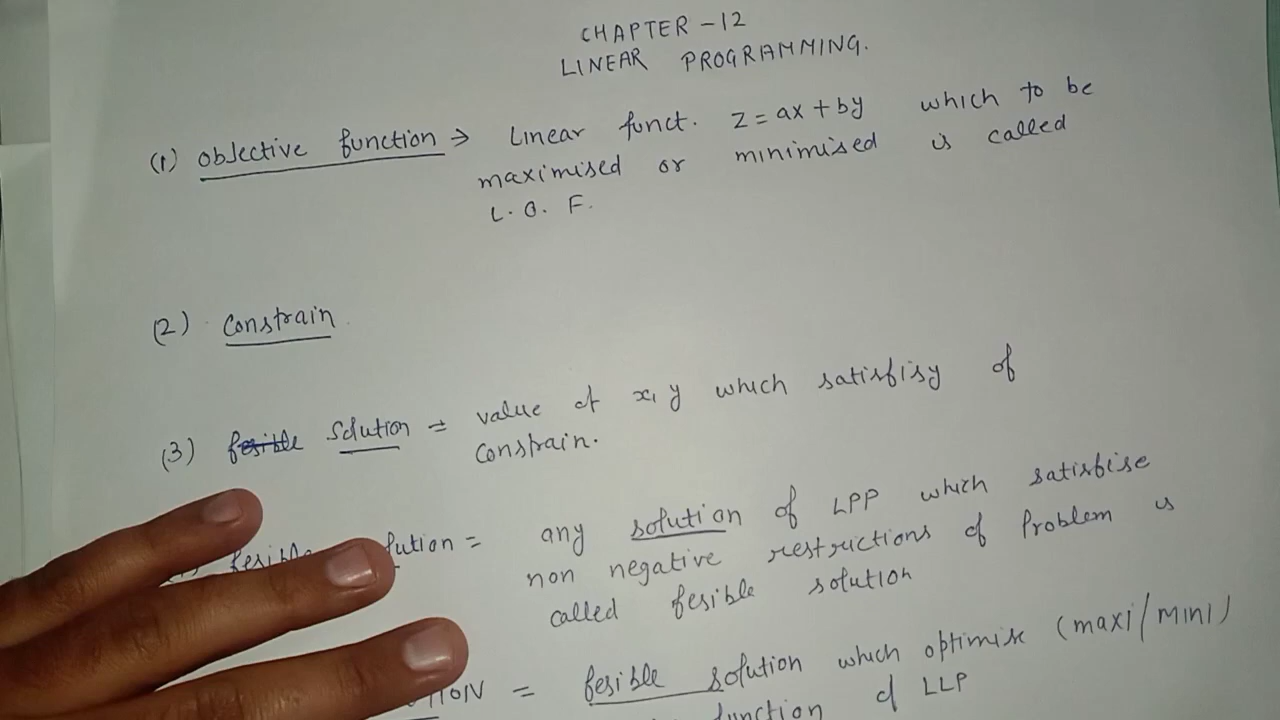 CHAPTER - 12
LINEAR PROGRAMMING.
(1) objective function → Linear funct. Z = ax + by which to be
maximised or minimised is called
L. O. F.
(2) Constrain
(3) fesible Solution = value of x, y which satisfisy of
constrain.
any solution of LPP which satisfise
non negative restructions of Problem is
called fesible solution
= fesible solution which optimise (maxi/mini)
function of LLP